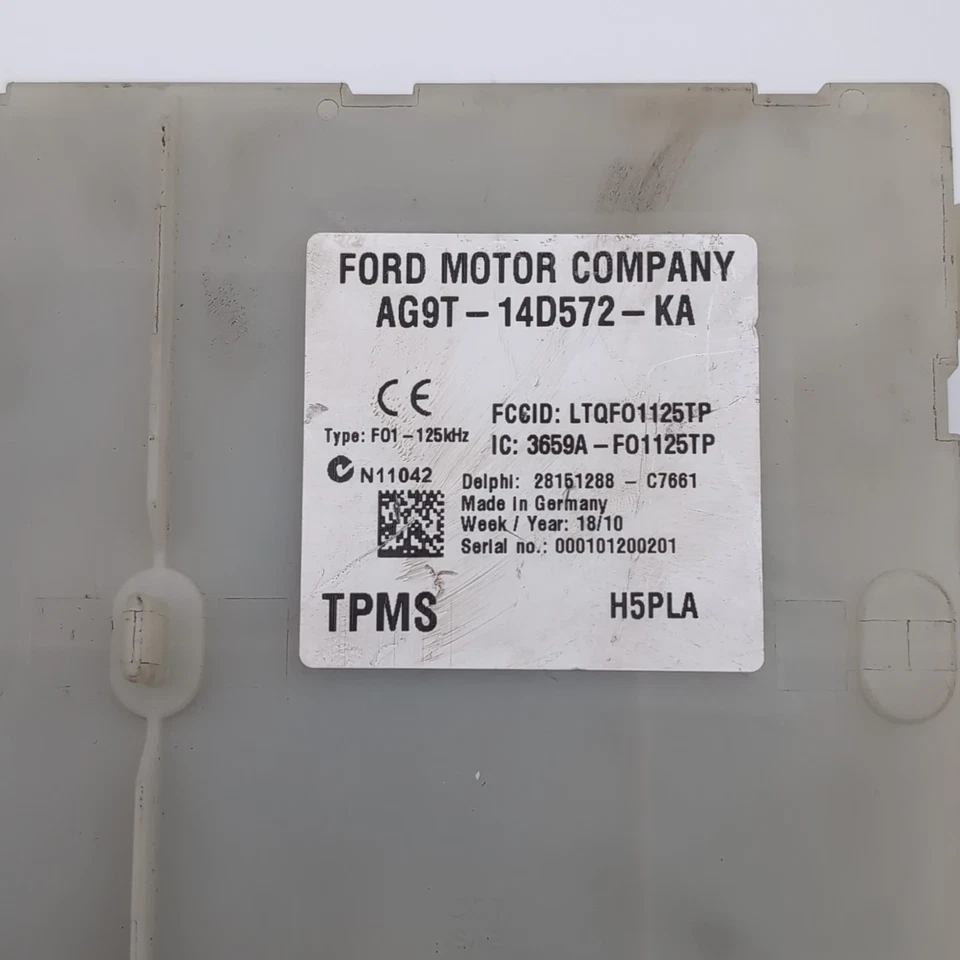 FORD MOTOR COMPANY
AG9T-14D572-KA
CE
Type: F01-125kHz
N11042
FCCID: LTQFO1125TP
IC: 3659A-FO1125TP
Delphi: 28151288 - C7661
Made in Germany
Week / Year: 18/10
Serial no.: 000101200201
TPMS
H5PLA